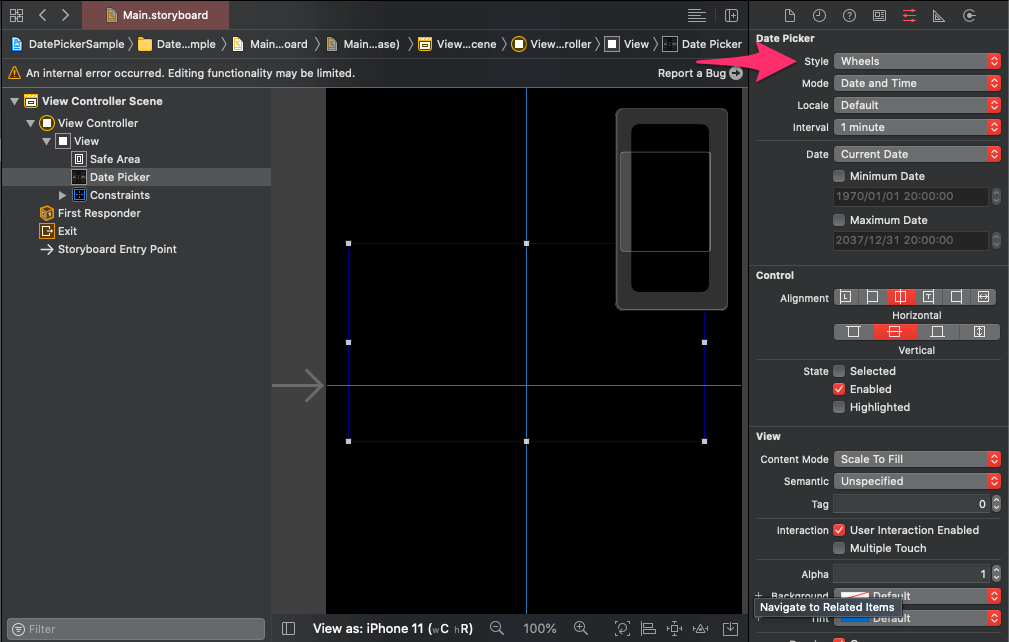 Main.storyboard
DatePickerSample
Date...mple
Main...oard
Main...ase)
View...cene
View...roller
View
Date Picker
An internal error occurred. Editing functionality may be limited.
Report a Bug
View Controller Scene
View Controller
View
Safe Area
Date Picker
Constraints
First Responder
Exit
Storyboard Entry Point
Filter
View as: iPhone 11 (wC hR)
100%
Date Picker
Style Wheels
Mode Date and Time
Locale Default
Interval 1 minute
Date Current Date
Minimum Date
1970/01/01 20:00:00
Maximum Date
2037/12/31 20:00:00
Control
Alignment
Horizontal
Vertical
State Selected
Enabled
Highlighted
View
Content Mode Scale To Fill
Semantic Unspecified
Tag 0
Interaction User Interaction Enabled
Multiple Touch
Alpha 1
Background Default
Navigate to Related Items
Tint Default